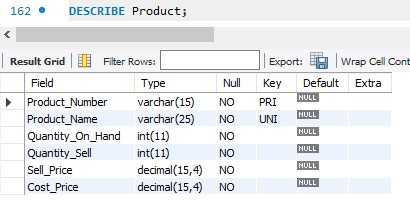 162 DESCRIBE Product;
Result Grid Filter Rows: Export: Wrap Cell Cont
Field Type Null Key Default Extra
Product_Number varchar(15) NO PRI NULL
Product_Name varchar(25) NO UNI NULL
Quantity_On_Hand int(11) NO NULL
Quantity_Sell int(11) NO NULL
Sell_Price decimal(15,4) NO NULL
Cost_Price decimal(15,4) NO NULL